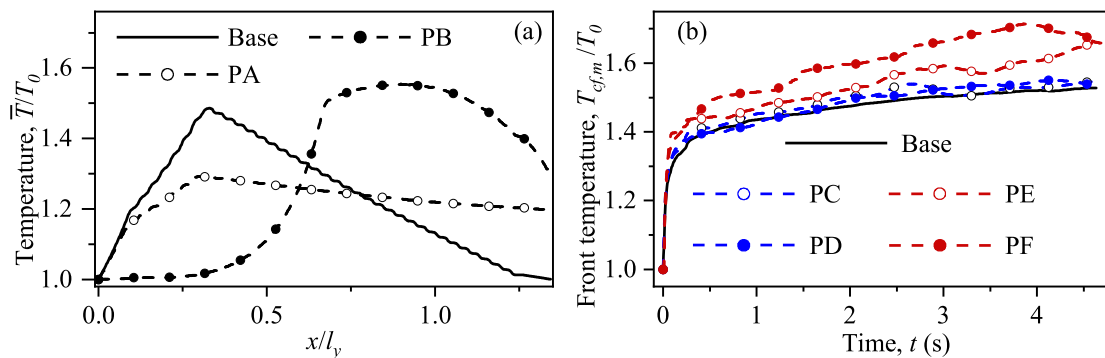 (a)
Base
PB
PA
Temperature, T̅/T₀
1.6
1.4
1.2
1.0
0.0
0.5
1.0
x/l_y
(b)
Base
PC
PE
PD
PF
Front temperature, T_cf,m/T₀
1.6
1.4
1.2
1.0
0
1
2
3
4
Time, t (s)